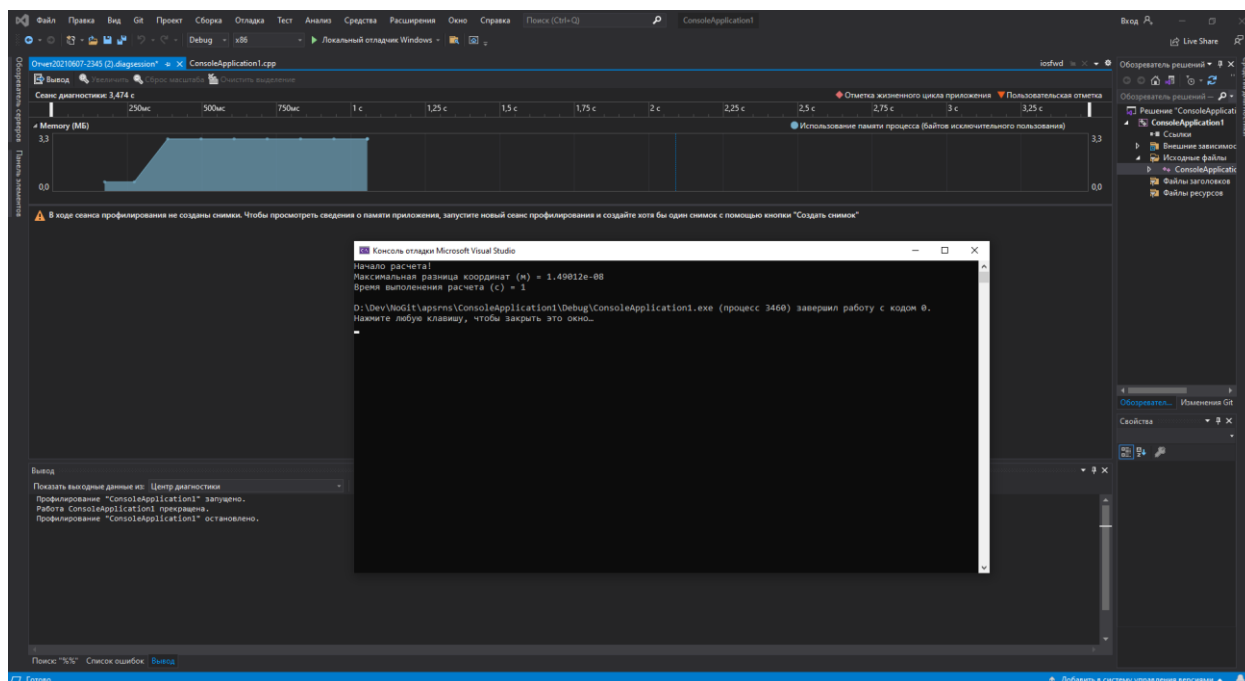 Файл Правка Вид Git Проект Сборка Отладка Тест Анализ Средства Расширения Окно Справка Поиск (Ctrl+Q) ConsoleApplication1 Вход
Debug x86 Локальный отладчик Windows Live Share
Отчет20210607-2345 (2).diagsession* ConsoleApplication1.cpp iosfwd
Вывод Увеличить Сброс масштаба Очистить выделение
Сеанс диагностики: 3,474 с Отметка жизненного цикла приложения Пользовательская отметка
250мс 500мс 750мс 1 с 1,25 с 1,5 с 1,75 с 2 с 2,25 с 2,5 с 2,75 с 3 с 3,25 с
Memory (МБ) Использование памяти процесса (байтов исключительного пользования)
3,3 3,3
0,0 0,0
В ходе сеанса профилирования не созданы снимки. Чтобы просмотреть сведения о памяти приложения, запустите новый сеанс профилирования и создайте хотя бы один снимок с помощью кнопки "Создать снимок"
Обозреватель серверов
Панель элементов
Консоль отладки Microsoft Visual Studio
Начало расчета!
Максимальная разница координат (м) = 1.49012e-08
Время выполенения расчета (с) = 1
D:\Dev\NoGit\apsrns\ConsoleApplication1\Debug\ConsoleApplication1.exe (процесс 3460) завершил работу с кодом 0.
Нажмите любую клавишу, чтобы закрыть это окно…
Вывод
Показать выходные данные из: Центр диагностики
Профилирование "ConsoleApplication1" запущено.
Работа ConsoleApplication1 прекращена.
Профилирование "ConsoleApplication1" остановлено.
Поиск: "%%" Список ошибок Вывод
Готово Добавить в систему управления версиями
Обозреватель решений
Обозреватель решений —
Решение "ConsoleApplicati
ConsoleApplication1
Ссылки
Внешние зависимос
Исходные файлы
ConsoleApplicatic
Файлы заголовков
Файлы ресурсов
Обозревател... Изменения Git
Свойства